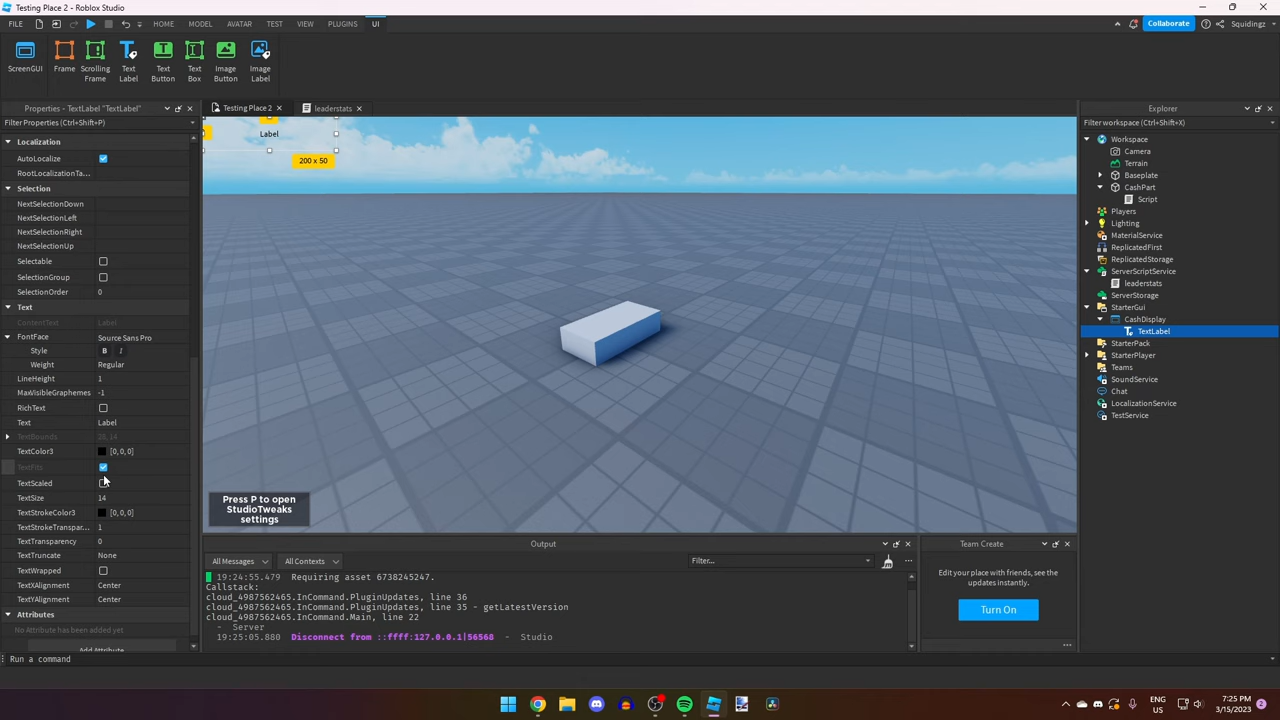 Testing Place 2 - Roblox Studio
FILE HOME MODEL AVATAR TEST VIEW PLUGINS UI Collaborate Squidingz
ScreenGUI Frame Scrolling Frame Text Label Text Button Text Box Image Button Image Label
Properties - TextLabel "TextLabel"
Testing Place 2 leaderstats
Explorer
Filter Properties (Ctrl+Shift+P)
Filter workspace (Ctrl+Shift+X)
Localization
AutoLocalize
RootLocalizationTa...
Selection
NextSelectionDown
NextSelectionLeft
NextSelectionRight
NextSelectionUp
Selectable
SelectionGroup
SelectionOrder 0
Text
ContentText Label
FontFace Source Sans Pro
Style B I
Weight Regular
LineHeight 1
MaxVisibleGraphemes -1
RichText
Text Label
TextBounds 28, 14
TextColor3 [0, 0, 0]
TextFits
TextScaled
TextSize 14
TextStrokeColor3 [0, 0, 0]
TextStrokeTranspar... 1
TextTransparency 0
TextTruncate None
TextWrapped
TextXAlignment Center
TextYAlignment Center
Attributes
No Attribute has been added yet
Add Attribute
Label
200 x 50
Press P to open
StudioTweaks
settings
Workspace
Camera
Terrain
Baseplate
CashPart
Script
Players
Lighting
MaterialService
ReplicatedFirst
ReplicatedStorage
ServerScriptService
leaderstats
ServerStorage
StarterGui
CashDisplay
TextLabel
StarterPack
StarterPlayer
Teams
SoundService
Chat
LocalizationService
TestService
Output
All Messages All Contexts Filter...
19:24:55.479 Requiring asset 6738245247.
Callstack:
cloud_4987562465.InCommand.PluginUpdates, line 36
cloud_4987562465.InCommand.PluginUpdates, line 35 - getLatestVersion
cloud_4987562465.InCommand.Main, line 22
- Server
19:25:05.880 Disconnect from ::ffff:127.0.0.1|56568 - Studio
Team Create
Edit your place with friends, see the
updates instantly.
Turn On
Run a command
ENG
US
7:25 PM
3/15/2023